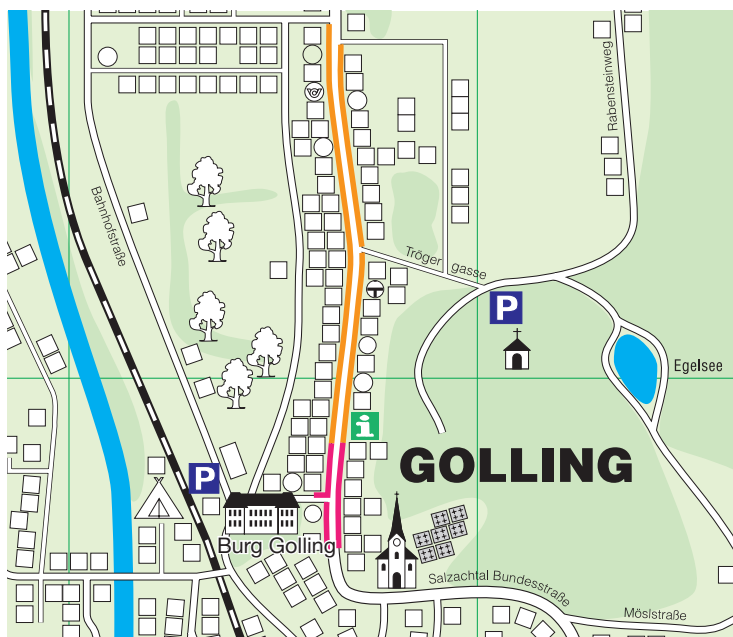 Rabensteinweg
Bahnhofstraße
Tröger gasse
P
Egelsee
i
GOLLING
P
Burg Golling
Salzachtal Bundesstraße
Möslstraße